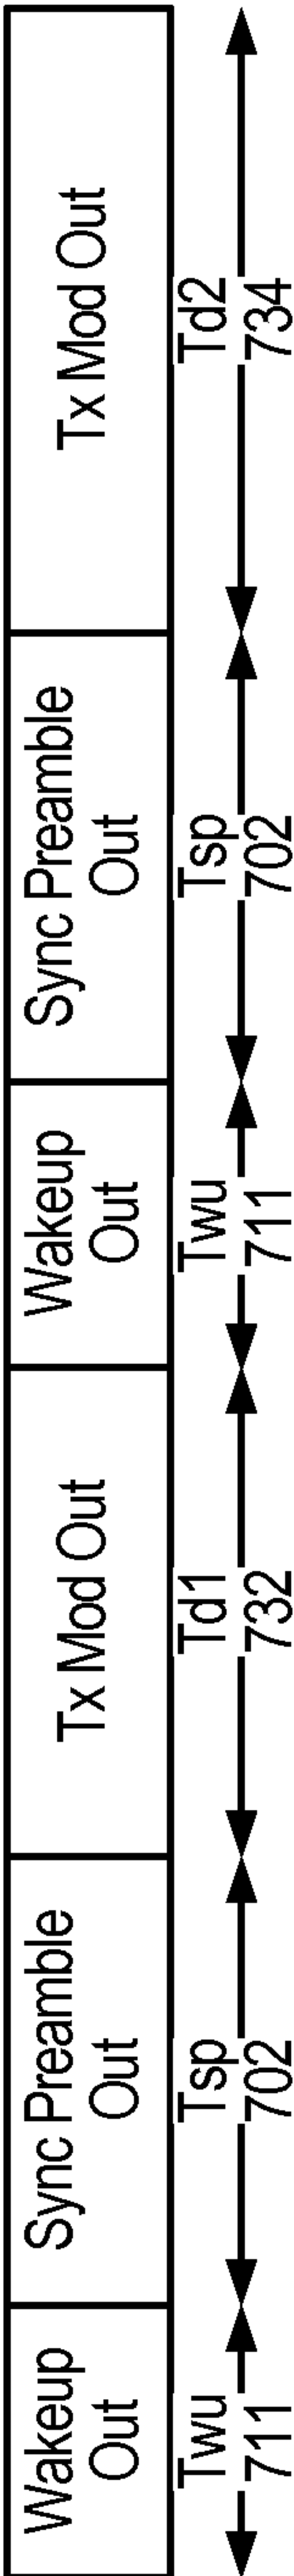 Wakeup
Out
Sync Preamble
Out
Tx Mod Out
Wakeup
Out
Sync Preamble
Out
Tx Mod Out
Twu
711
Tsp
702
Td1
732
Twu
711
Tsp
702
Td2
734